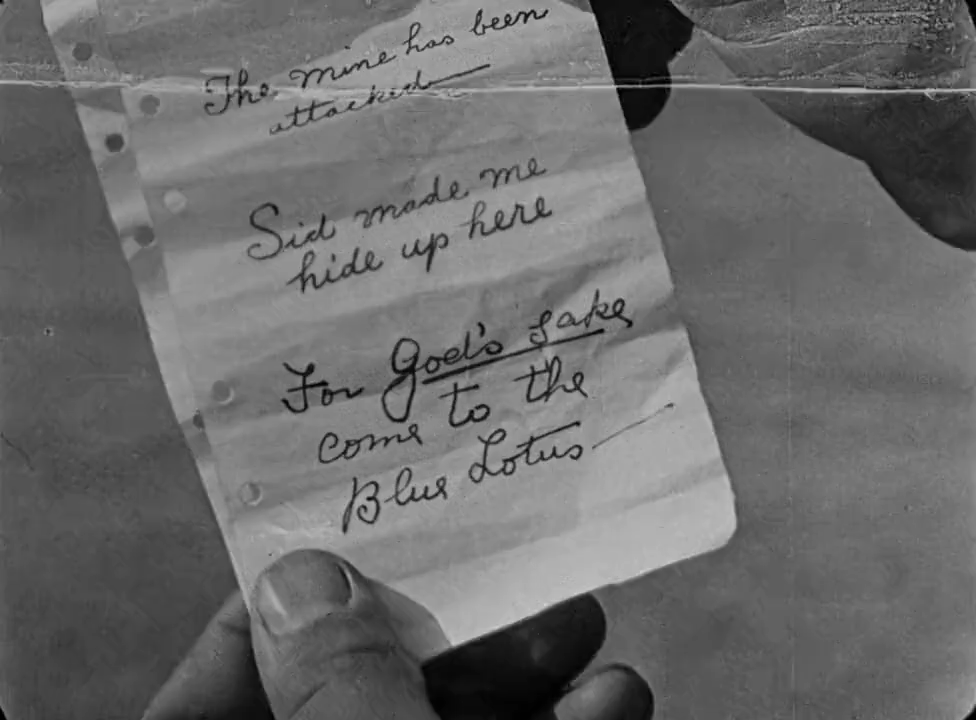 The mine has been
attacked—
Sid made me
hide up here
For God's sake
come to the
Blue Lotus—